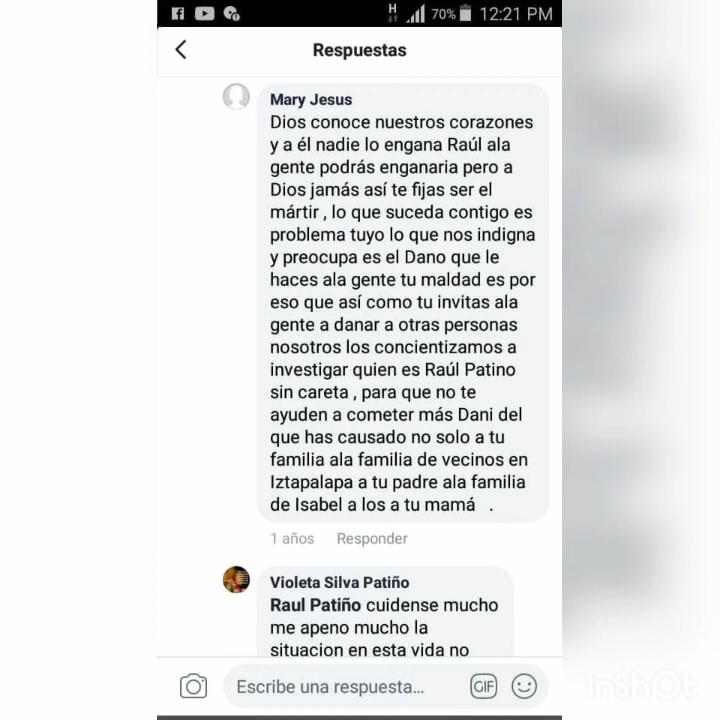 H 70% 12:21 PM
Respuestas
Mary Jesus
Dios conoce nuestros corazones
y a él nadie lo engana Raúl ala
gente podrás enganaria pero a
Dios jamás así te fijas ser el
mártir , lo que suceda contigo es
problema tuyo lo que nos indigna
y preocupa es el Dano que le
haces ala gente tu maldad es por
eso que así como tu invitas ala
gente a danar a otras personas
nosotros los concientizamos a
investigar quien es Raúl Patino
sin careta , para que no te
ayuden a cometer más Dani del
que has causado no solo a tu
familia ala familia de vecinos en
Iztapalapa a tu padre ala familia
de Isabel a los a tu mamá .
1 años Responder
Violeta Silva Patiño
Raul Patiño cuidense mucho
me apeno mucho la
situacion en esta vida no
Escribe una respuesta... GIF
InShOt